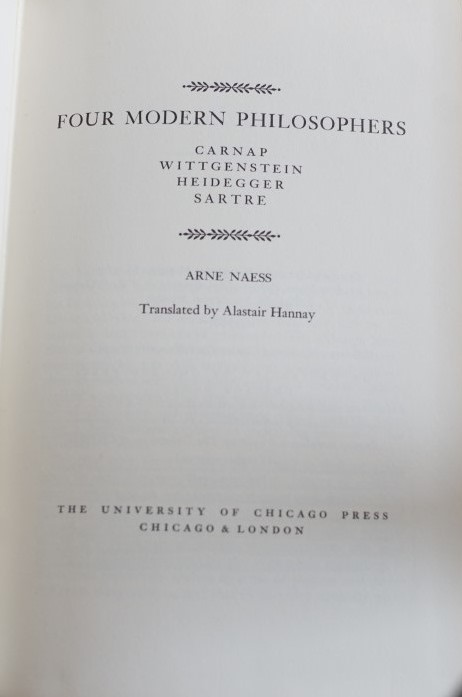 FOUR MODERN PHILOSOPHERS
CARNAP
WITTGENSTEIN
HEIDEGGER
SARTRE
ARNE NAESS
Translated by Alastair Hannay
THE UNIVERSITY OF CHICAGO PRESS
CHICAGO & LONDON